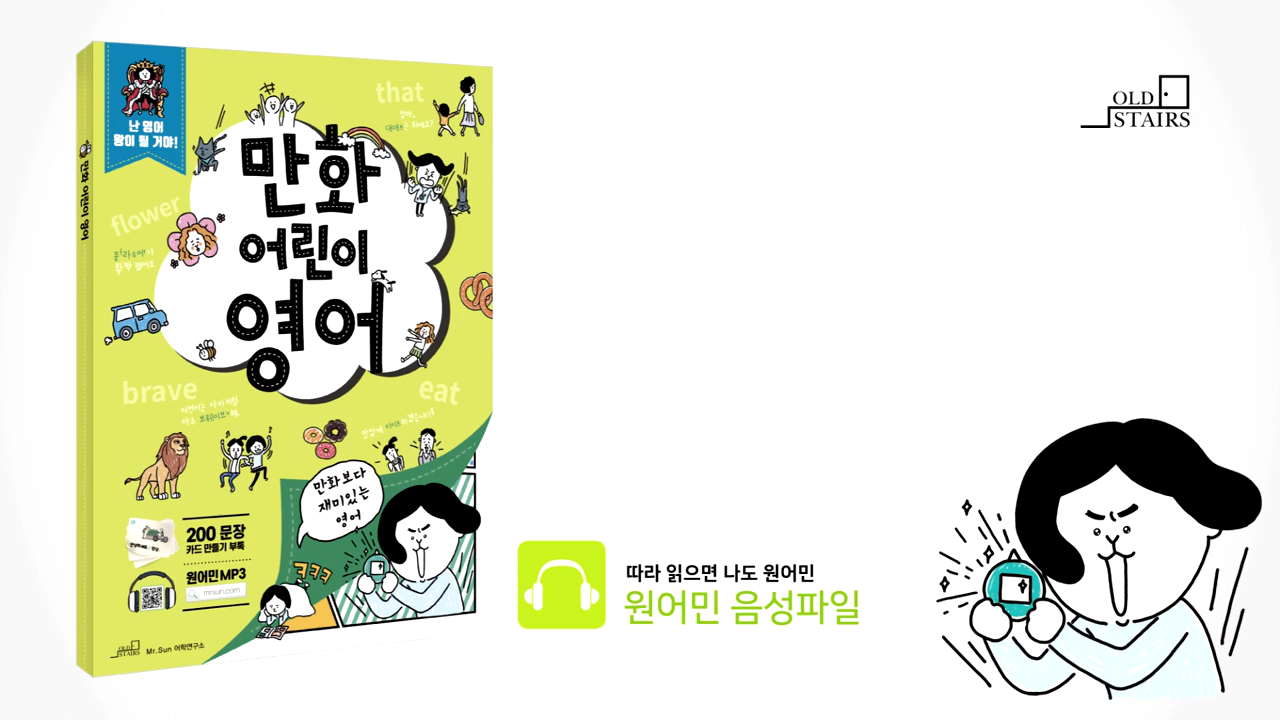 난 영어
왕이 될 거야!
만화 어린이 영어
that
flower
만화
어린이
영어
brave
eat
만화보다
재미있는
영어
200 문장
카드 만들기 부록
원어민 MP3
mrsun.com
ㅋㅋㅋ
OLD
STAIRS
Mr.Sun 어학연구소
OLD
STAIRS
따라 읽으면 나도 원어민
원어민 음성파일